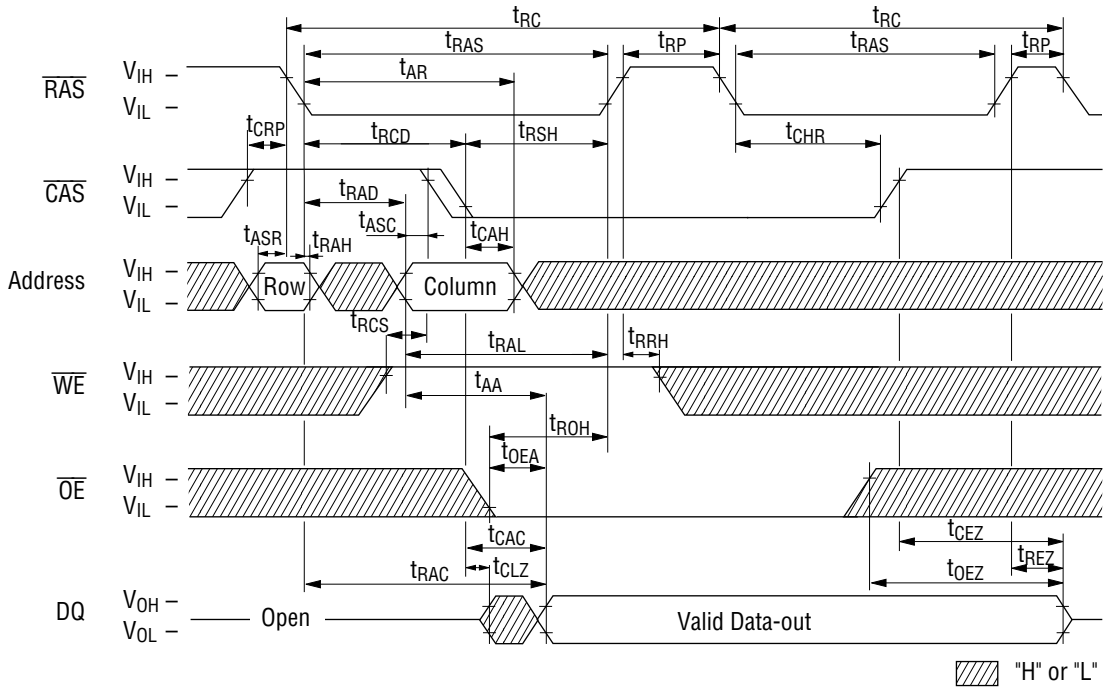 tRC tRC
tRAS tRP tRAS tRP
tAR
RAS VIH
VIL
tCRP tRCD tRSH tCHR
CAS VIH
VIL
tRAD
tASC tCAH
tASR tRAH
Address VIH
VIL
Row Column
tRCS tRAL tRRH
WE VIH
VIL
tAA
tROH
tOEA
OE VIH
VIL
tCAC tCEZ
tRAC tCLZ tOEZ tREZ
DQ VOH
VOL
Open Valid Data-out
"H" or "L"